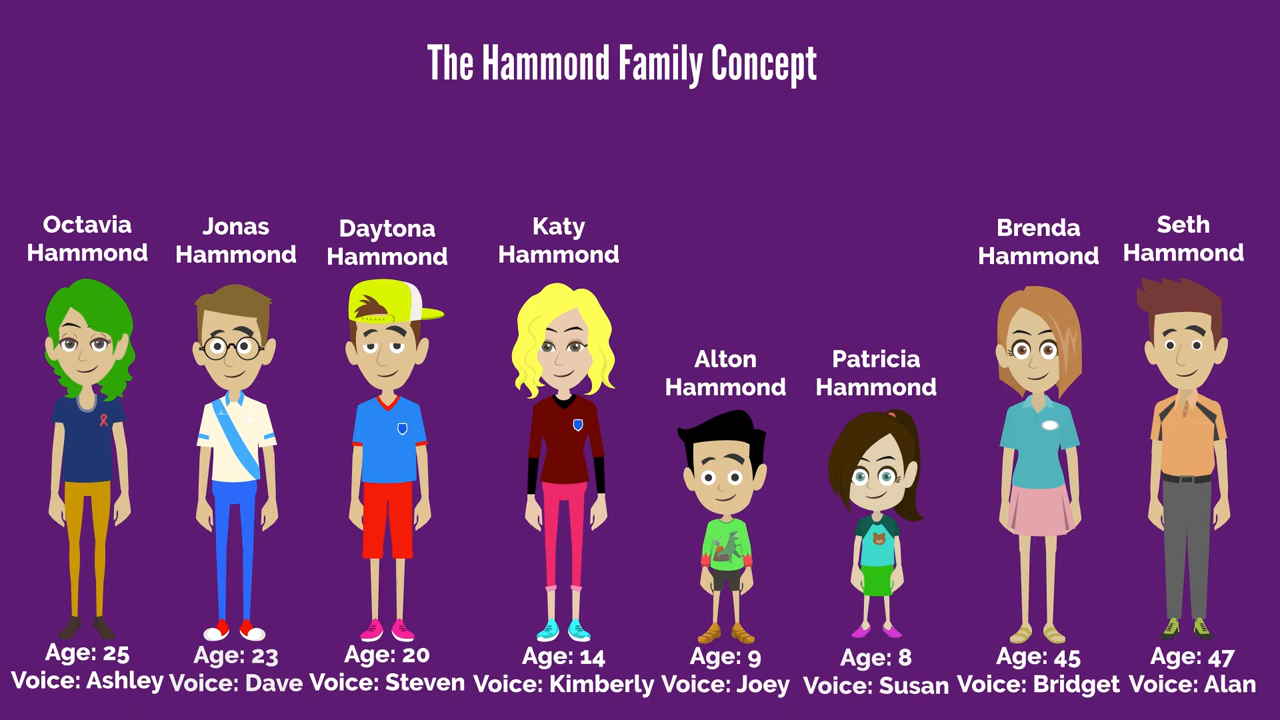 The Hammond Family Concept
Octavia
Hammond
Jonas
Hammond
Daytona
Hammond
Katy
Hammond
Alton
Hammond
Patricia
Hammond
Brenda
Hammond
Seth
Hammond
Age: 25
Voice: Ashley
Age: 23
Voice: Dave
Age: 20
Voice: Steven
Age: 14
Voice: Kimberly
Age: 9
Voice: Joey
Age: 8
Voice: Susan
Age: 45
Voice: Bridget
Age: 47
Voice: Alan